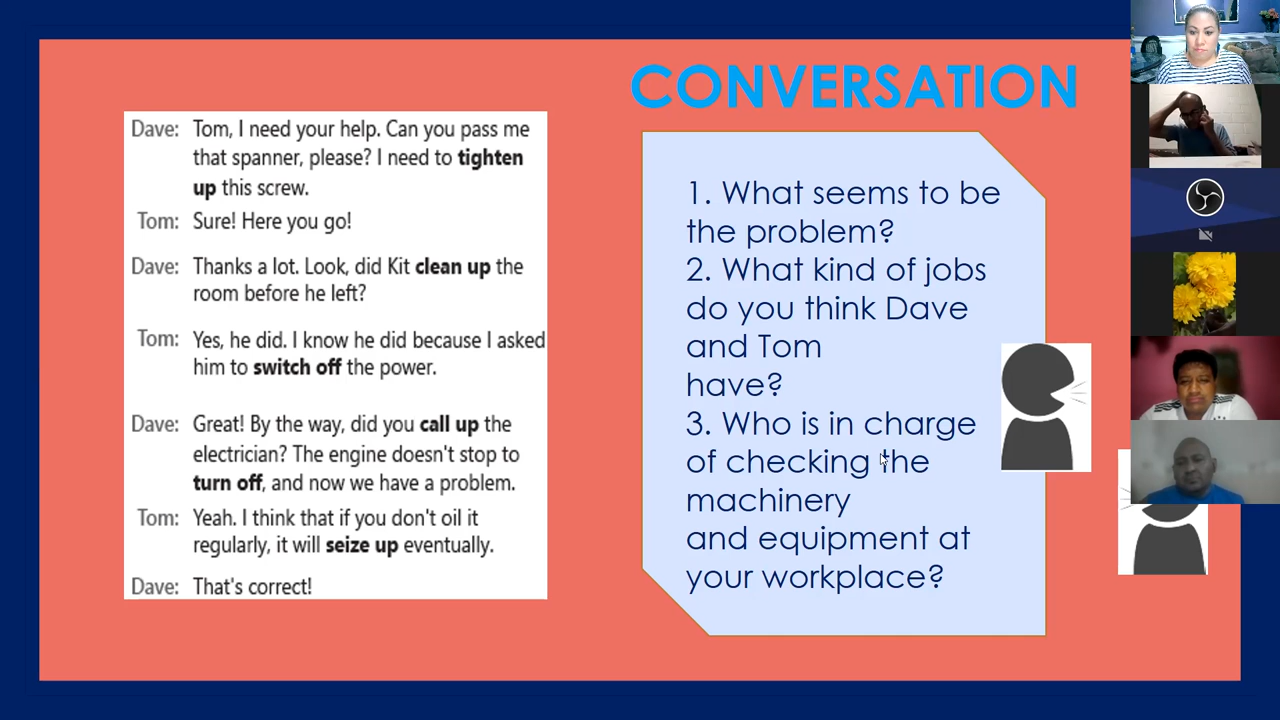 CONVERSATION
Dave: Tom, I need your help. Can you pass me
that spanner, please? I need to tighten
up this screw.
Tom: Sure! Here you go!
Dave: Thanks a lot. Look, did Kit clean up the
room before he left?
Tom: Yes, he did. I know he did because I asked
him to switch off the power.
Dave: Great! By the way, did you call up the
electrician? The engine doesn't stop to
turn off, and now we have a problem.
Tom: Yeah. I think that if you don't oil it
regularly, it will seize up eventually.
Dave: That's correct!
1. What seems to be
the problem?
2. What kind of jobs
do you think Dave
and Tom
have?
3. Who is in charge
of checking the
machinery
and equipment at
your workplace?